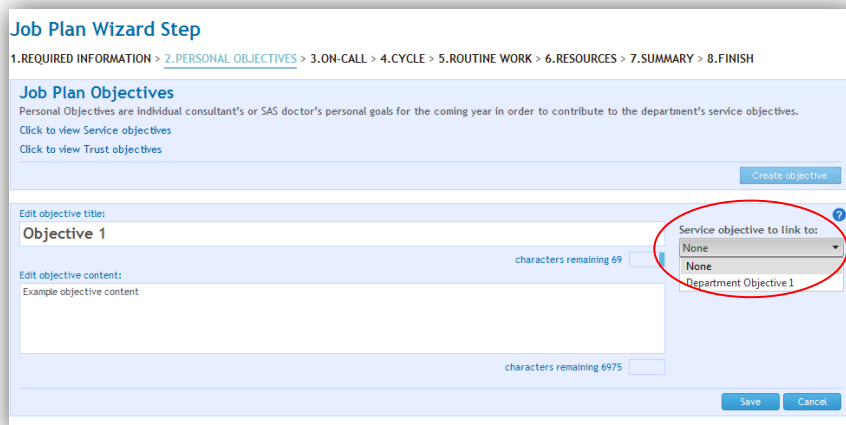 Job Plan Wizard Step
1.REQUIRED INFORMATION > 2.PERSONAL OBJECTIVES > 3.ON-CALL > 4.CYCLE > 5.ROUTINE WORK > 6.RESOURCES > 7.SUMMARY > 8.FINISH
Job Plan Objectives
Personal Objectives are individual consultant's or SAS doctor's personal goals for the coming year in order to contribute to the department's service objectives.
Click to view Service objectives
Click to view Trust objectives
Create objective
Edit objective title:
?
Objective 1
Service objective to link to:
None
characters remaining 69
None
Edit objective content:
Department Objective 1
Example objective content
characters remaining 6975
Save Cancel